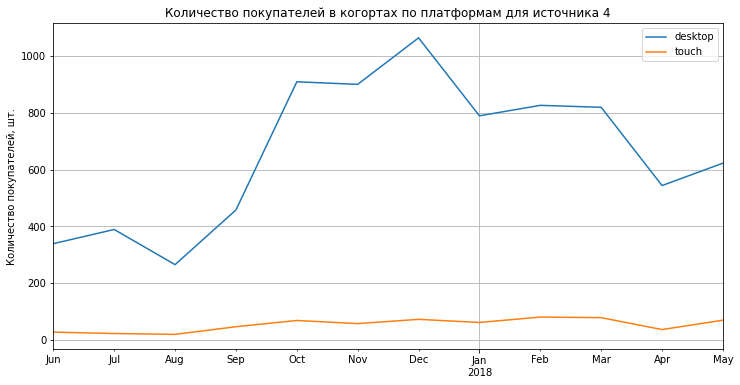 Количество покупателей в когортах по платформам для источника 4
desktop
touch
Количество покупателей, шт.
1000
800
600
400
200
0
Jun Jul Aug Sep Oct Nov Dec Jan Feb Mar Apr May
2018